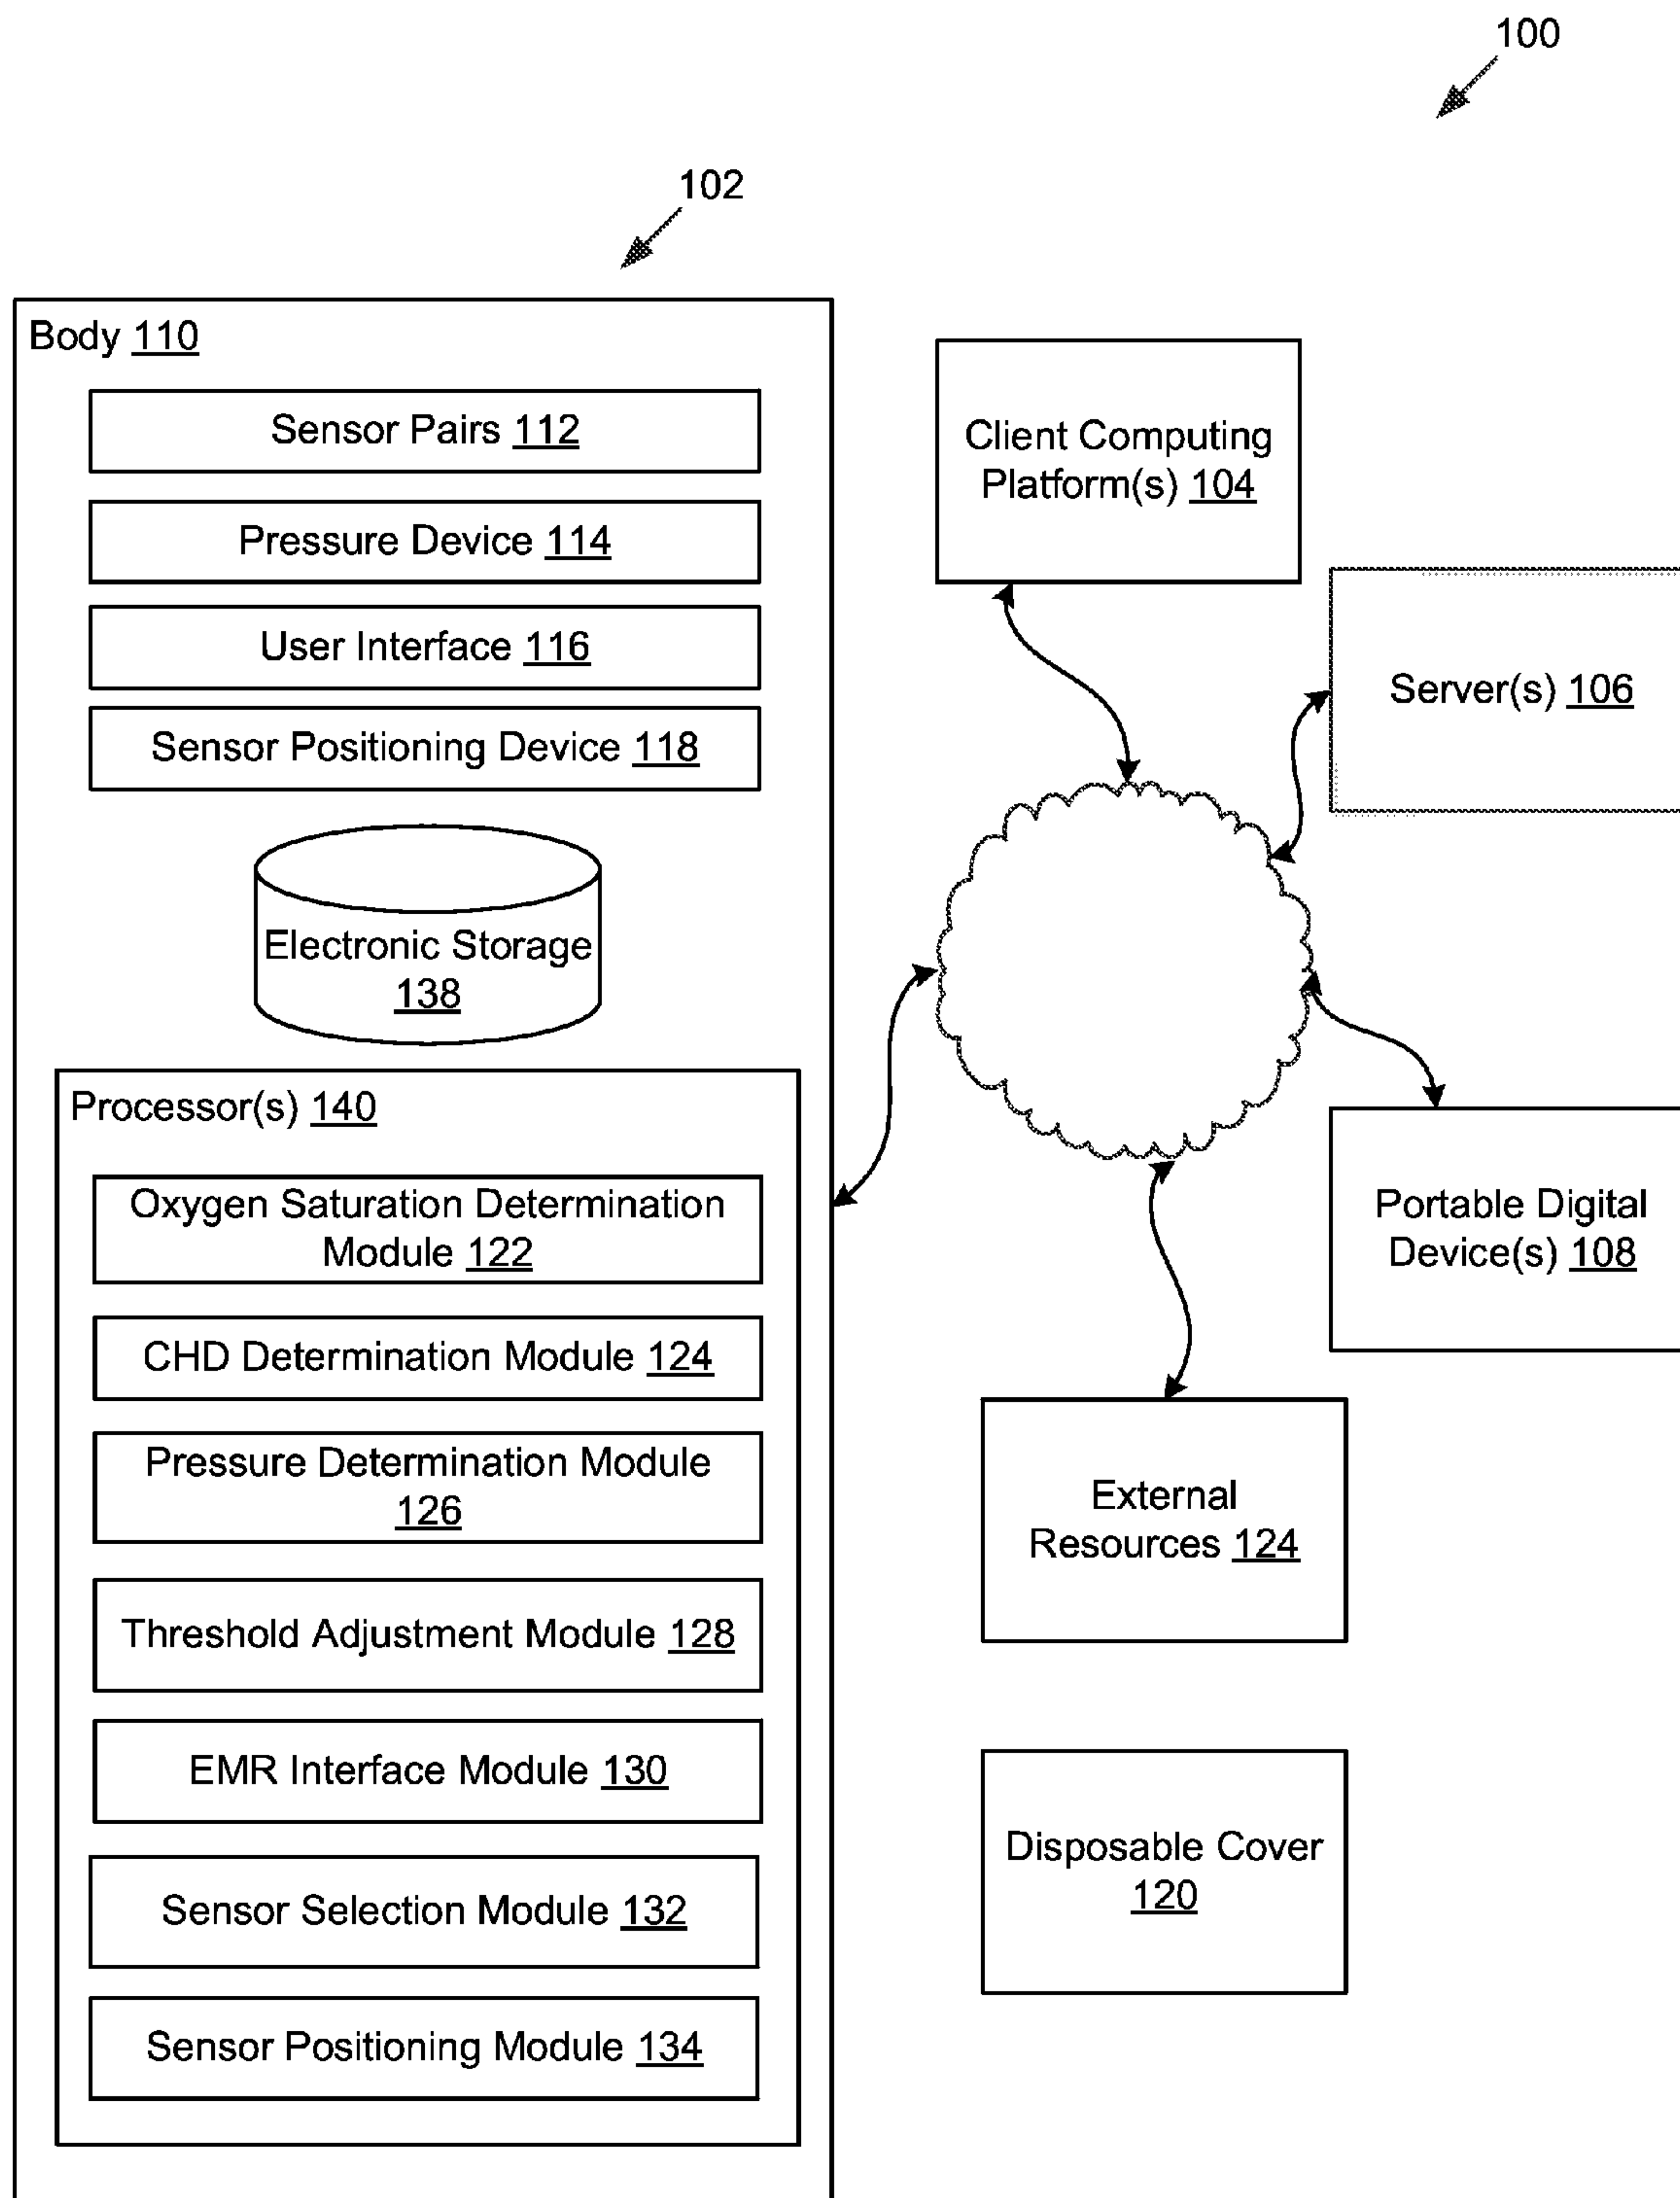 100
102
Body 110
Sensor Pairs 112
Pressure Device 114
User Interface 116
Sensor Positioning Device 118
Electronic Storage
138
Processor(s) 140
Oxygen Saturation Determination
Module 122
CHD Determination Module 124
Pressure Determination Module
126
Threshold Adjustment Module 128
EMR Interface Module 130
Sensor Selection Module 132
Sensor Positioning Module 134
Client Computing
Platform(s) 104
Server(s) 106
Portable Digital
Device(s) 108
External
Resources 124
Disposable Cover
120